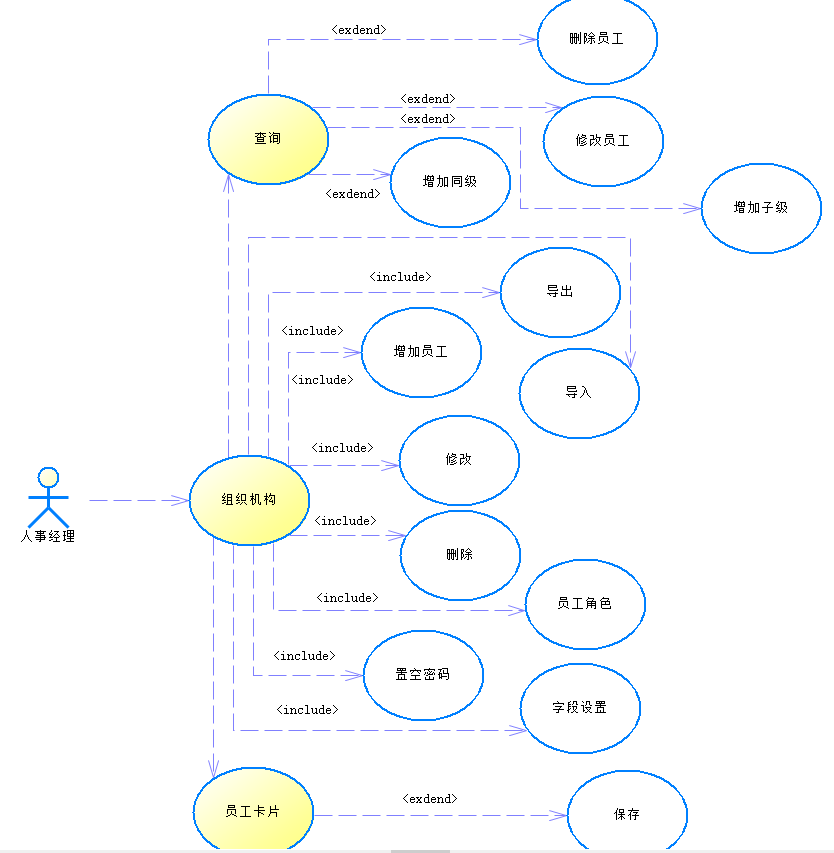 <exdend>
删除员工
<exdend>
<exdend>
查询
修改员工
增加同级
<exdend>
增加子级
<include>
导出
<include>
增加员工
<include>
导入
<include>
修改
组织机构
<include>
删除
人事经理
<include>
员工角色
<include>
置空密码
<include>
字段设置
<exdend>
员工卡片
保存